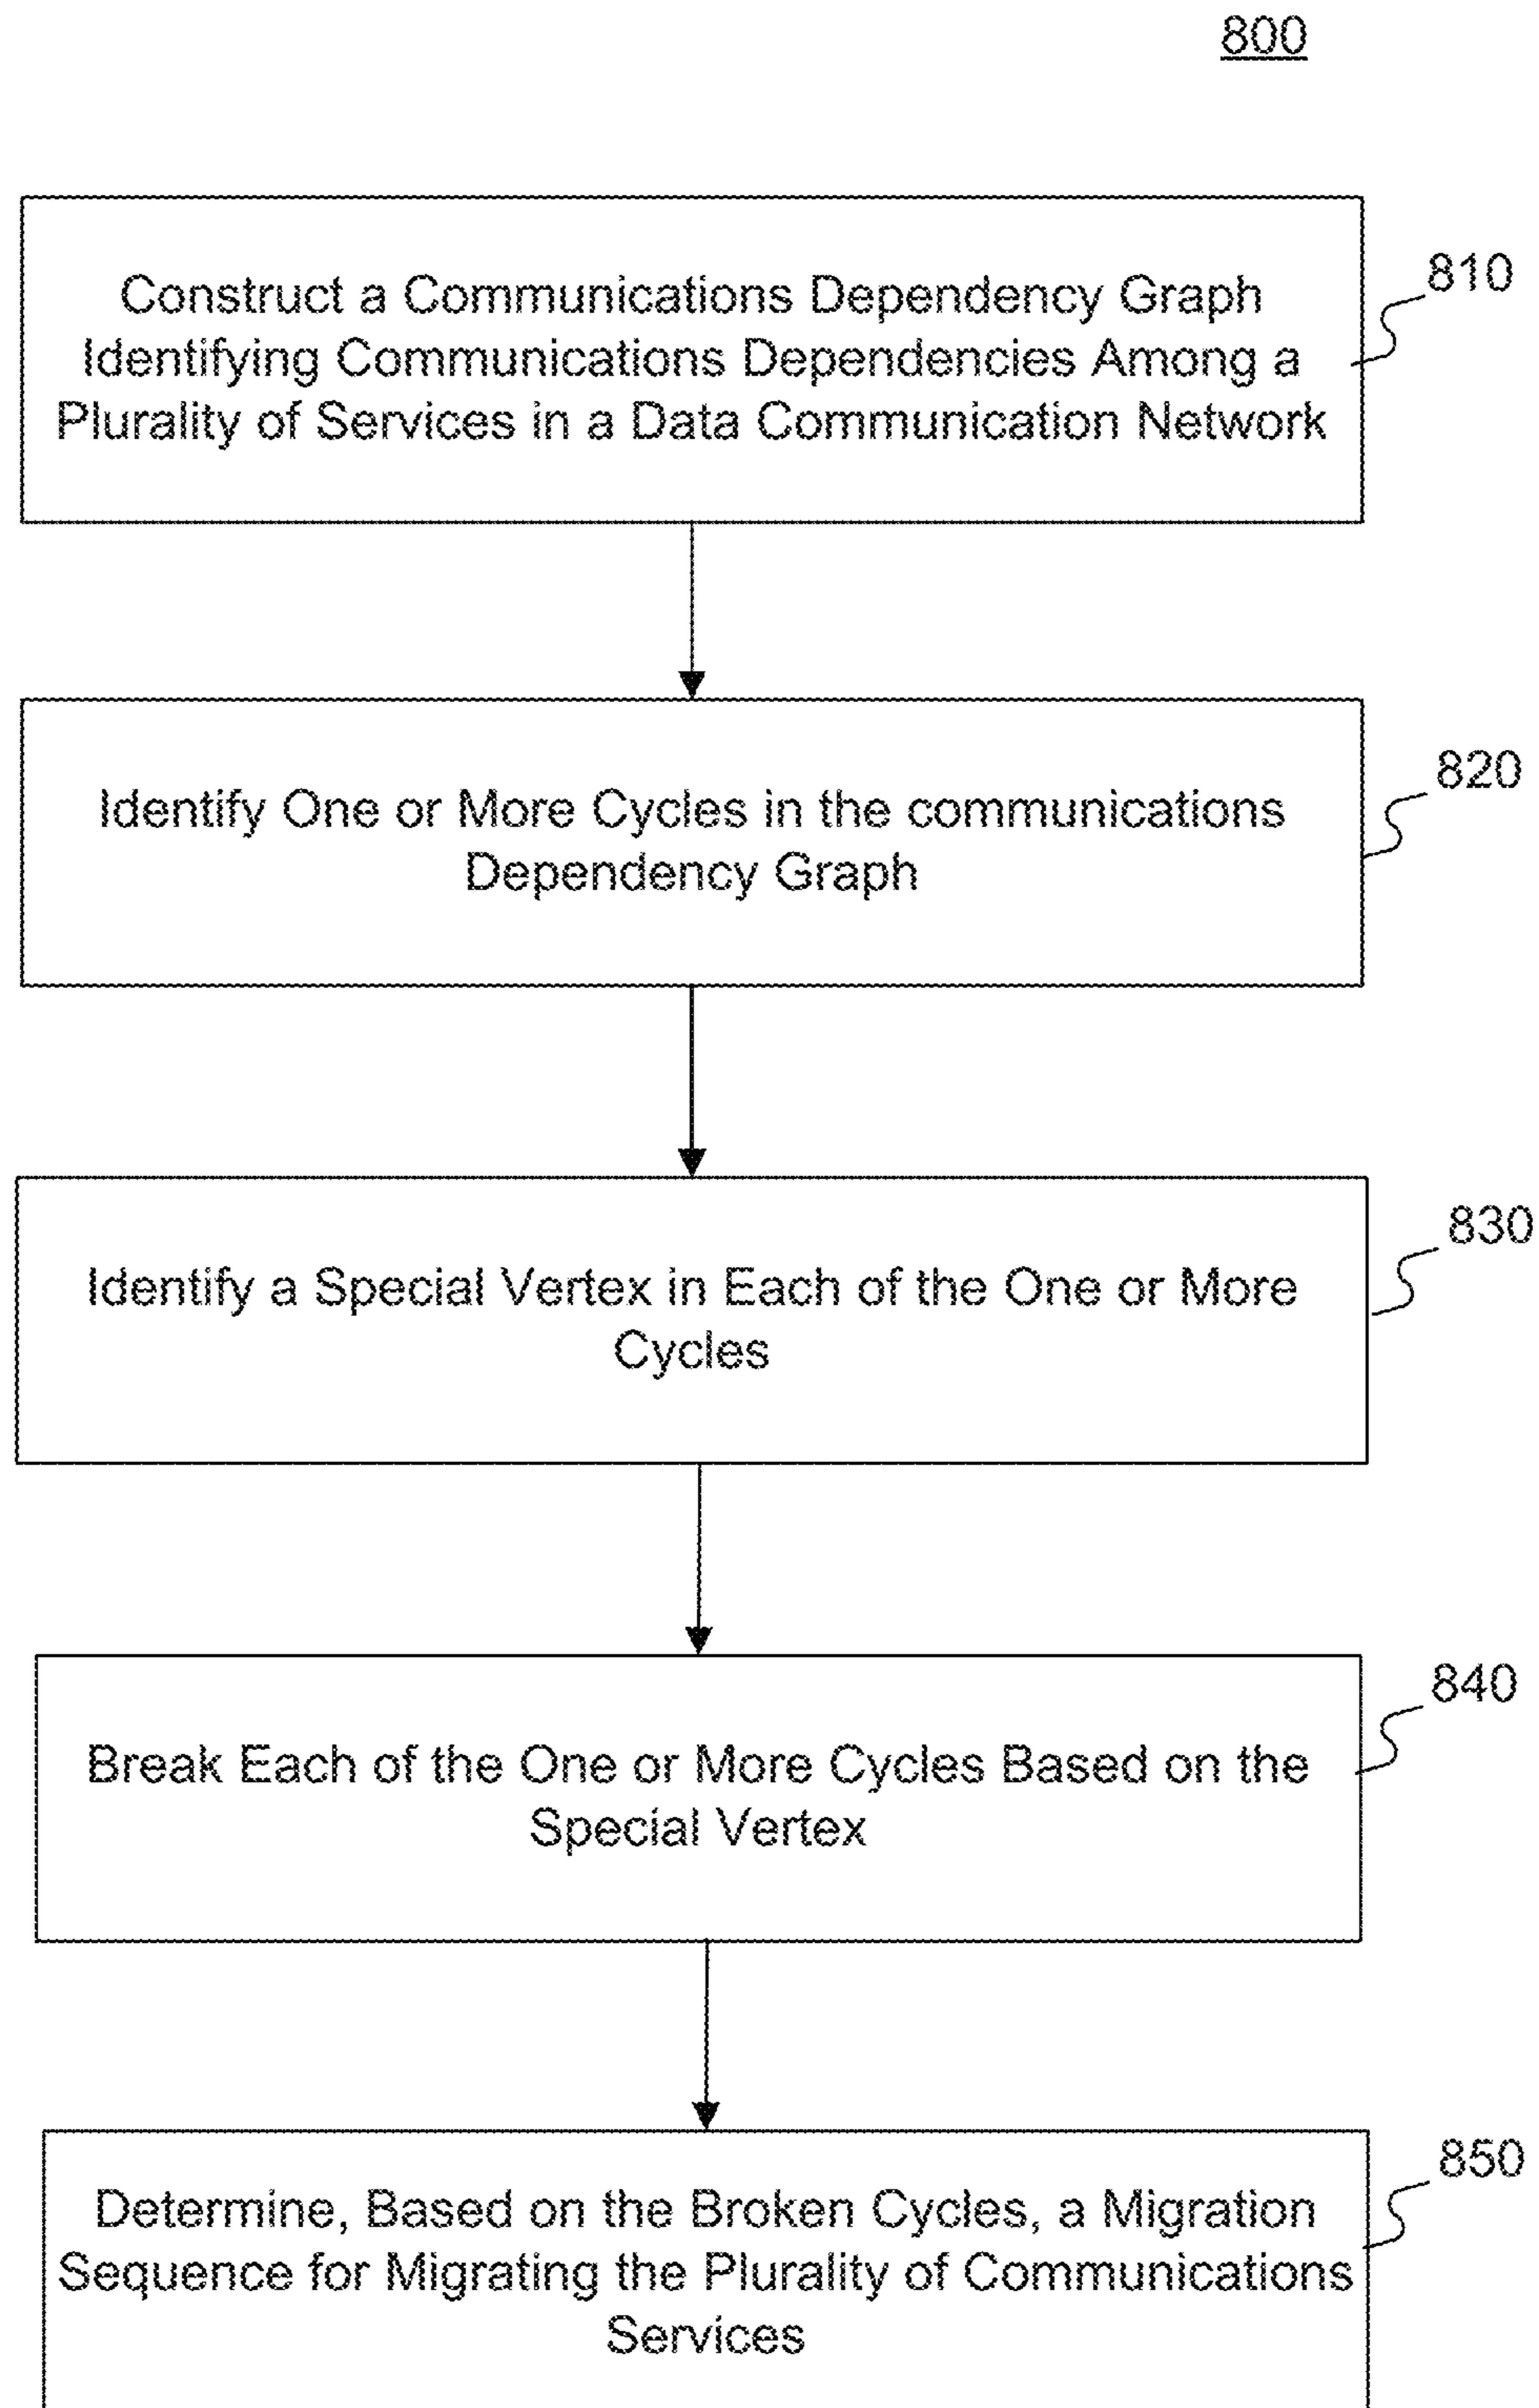 800
Construct a Communications Dependency Graph
Identifying Communications Dependencies Among a
Plurality of Services in a Data Communication Network
810
Identify One or More Cycles in the communications
Dependency Graph
820
Identify a Special Vertex in Each of the One or More
Cycles
830
Break Each of the One or More Cycles Based on the
Special Vertex
840
Determine, Based on the Broken Cycles, a Migration
Sequence for Migrating the Plurality of Communications
Services
850